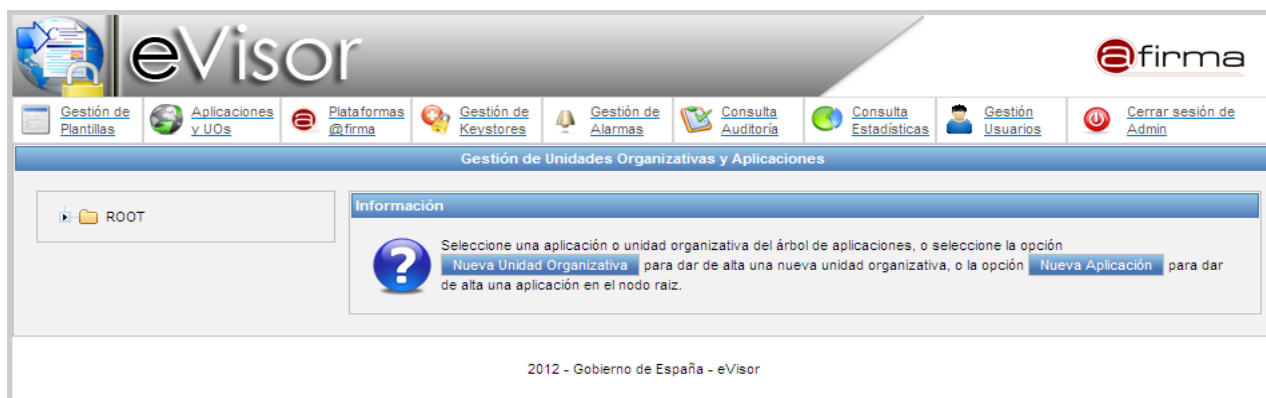 eVisor
@firma
Gestión de
Plantillas
Aplicaciones
y UOs
Plataformas
@firma
Gestión de
Keystores
Gestión de
Alarmas
Consulta
Auditoría
Consulta
Estadísticas
Gestión
Usuarios
Cerrar sesión de
Admin
Gestión de Unidades Organizativas y Aplicaciones
ROOT
Información
Seleccione una aplicación o unidad organizativa del árbol de aplicaciones, o seleccione la opción
Nueva Unidad Organizativa para dar de alta una nueva unidad organizativa, o la opción Nueva Aplicación para dar
de alta una aplicación en el nodo raiz.
2012 - Gobierno de España - eVisor